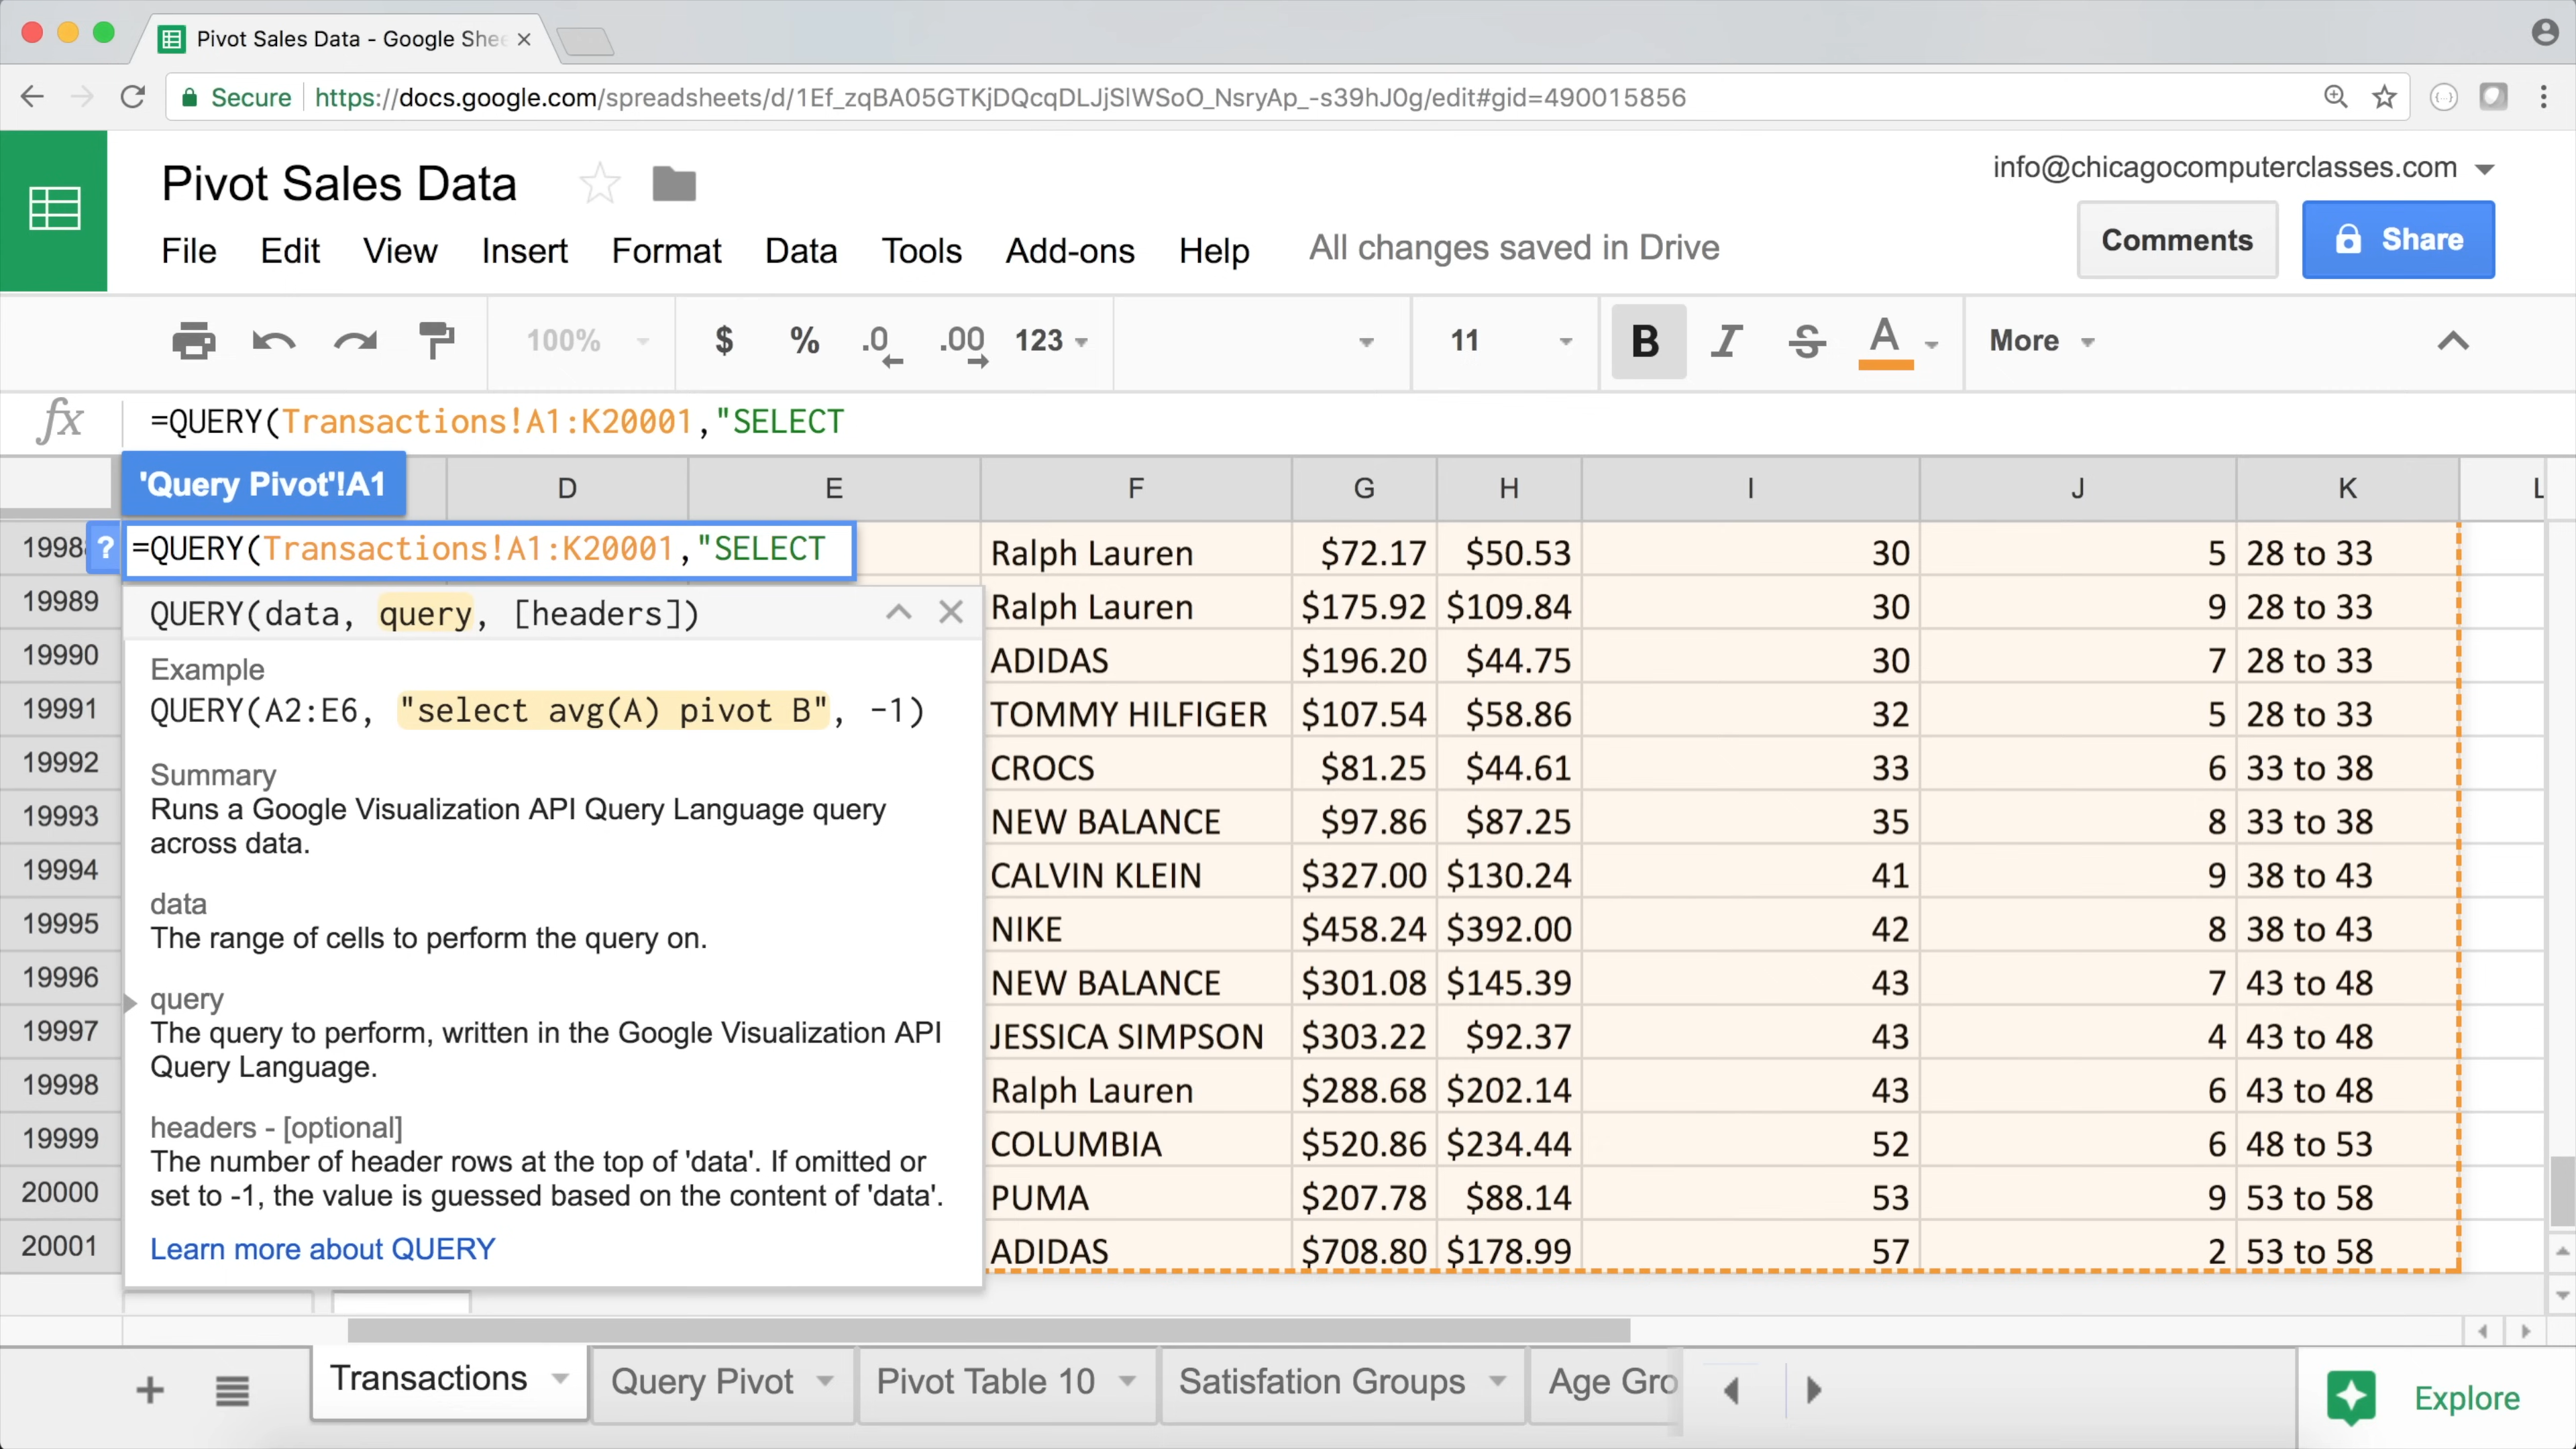 Pivot Sales Data - Google Shee
Secure https://docs.google.com/spreadsheets/d/1Ef_zqBA05GTKjDQcqDLJjSlWSoO_NsryAp_-s39hJ0g/edit#gid=490015856
Pivot Sales Data
info@chicagocomputerclasses.com
File Edit View Insert Format Data Tools Add-ons Help All changes saved in Drive
Comments Share
100% $ % .0 .00 123 11 B I S A More
fx =QUERY(Transactions!A1:K20001,"SELECT
'Query Pivot'!A1 D E F G H I J K L
1998 ? =QUERY(Transactions!A1:K20001,"SELECT Ralph Lauren $72.17 $50.53 30 5 28 to 33
19989 QUERY(data, query, [headers]) Ralph Lauren $175.92 $109.84 30 9 28 to 33
19990 Example ADIDAS $196.20 $44.75 30 7 28 to 33
19991 QUERY(A2:E6, "select avg(A) pivot B", -1) TOMMY HILFIGER $107.54 $58.86 32 5 28 to 33
19992 Summary CROCS $81.25 $44.61 33 6 33 to 38
19993 Runs a Google Visualization API Query Language query NEW BALANCE $97.86 $87.25 35 8 33 to 38
across data.
19994 data CALVIN KLEIN $327.00 $130.24 41 9 38 to 43
19995 The range of cells to perform the query on. NIKE $458.24 $392.00 42 8 38 to 43
19996 query NEW BALANCE $301.08 $145.39 43 7 43 to 48
19997 The query to perform, written in the Google Visualization API JESSICA SIMPSON $303.22 $92.37 43 4 43 to 48
Query Language.
19998 Ralph Lauren $288.68 $202.14 43 6 43 to 48
19999 headers - [optional] COLUMBIA $520.86 $234.44 52 6 48 to 53
The number of header rows at the top of 'data'. If omitted or
20000 set to -1, the value is guessed based on the content of 'data'. PUMA $207.78 $88.14 53 9 53 to 58
20001 Learn more about QUERY ADIDAS $708.80 $178.99 57 2 53 to 58
Transactions Query Pivot Pivot Table 10 Satisfation Groups Age Gro Explore